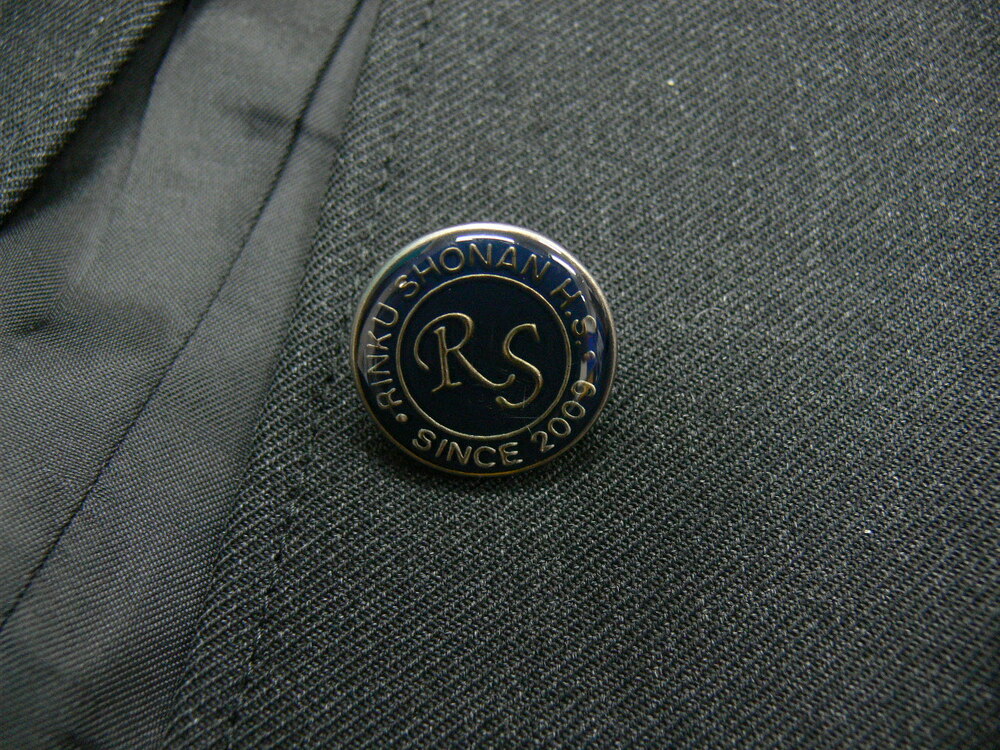 • RINKU SHONAN H.S. •
RS
SINCE 2009